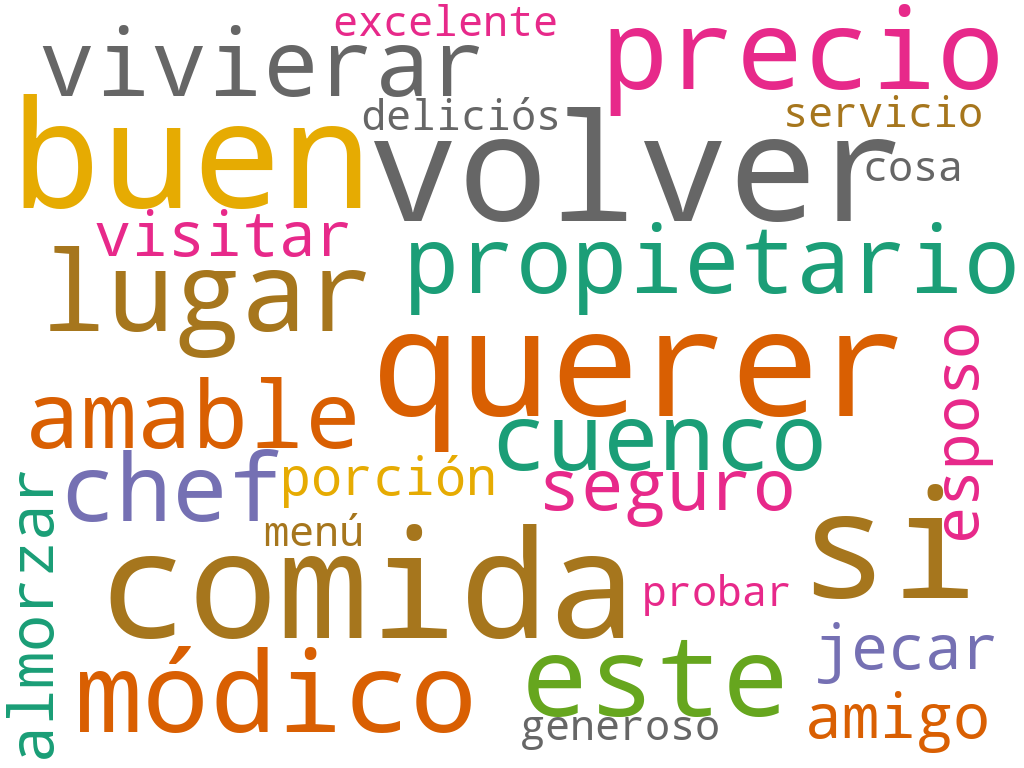 excelente
precio
vivierar
deliciós
servicio
buen
volver
cosa
visitar
propietario
lugar
querer
esposo
amable
cuenco
chef
porción
seguro
almorzar
menú
si
comida
probar
jecar
módico
este
generoso
amigo